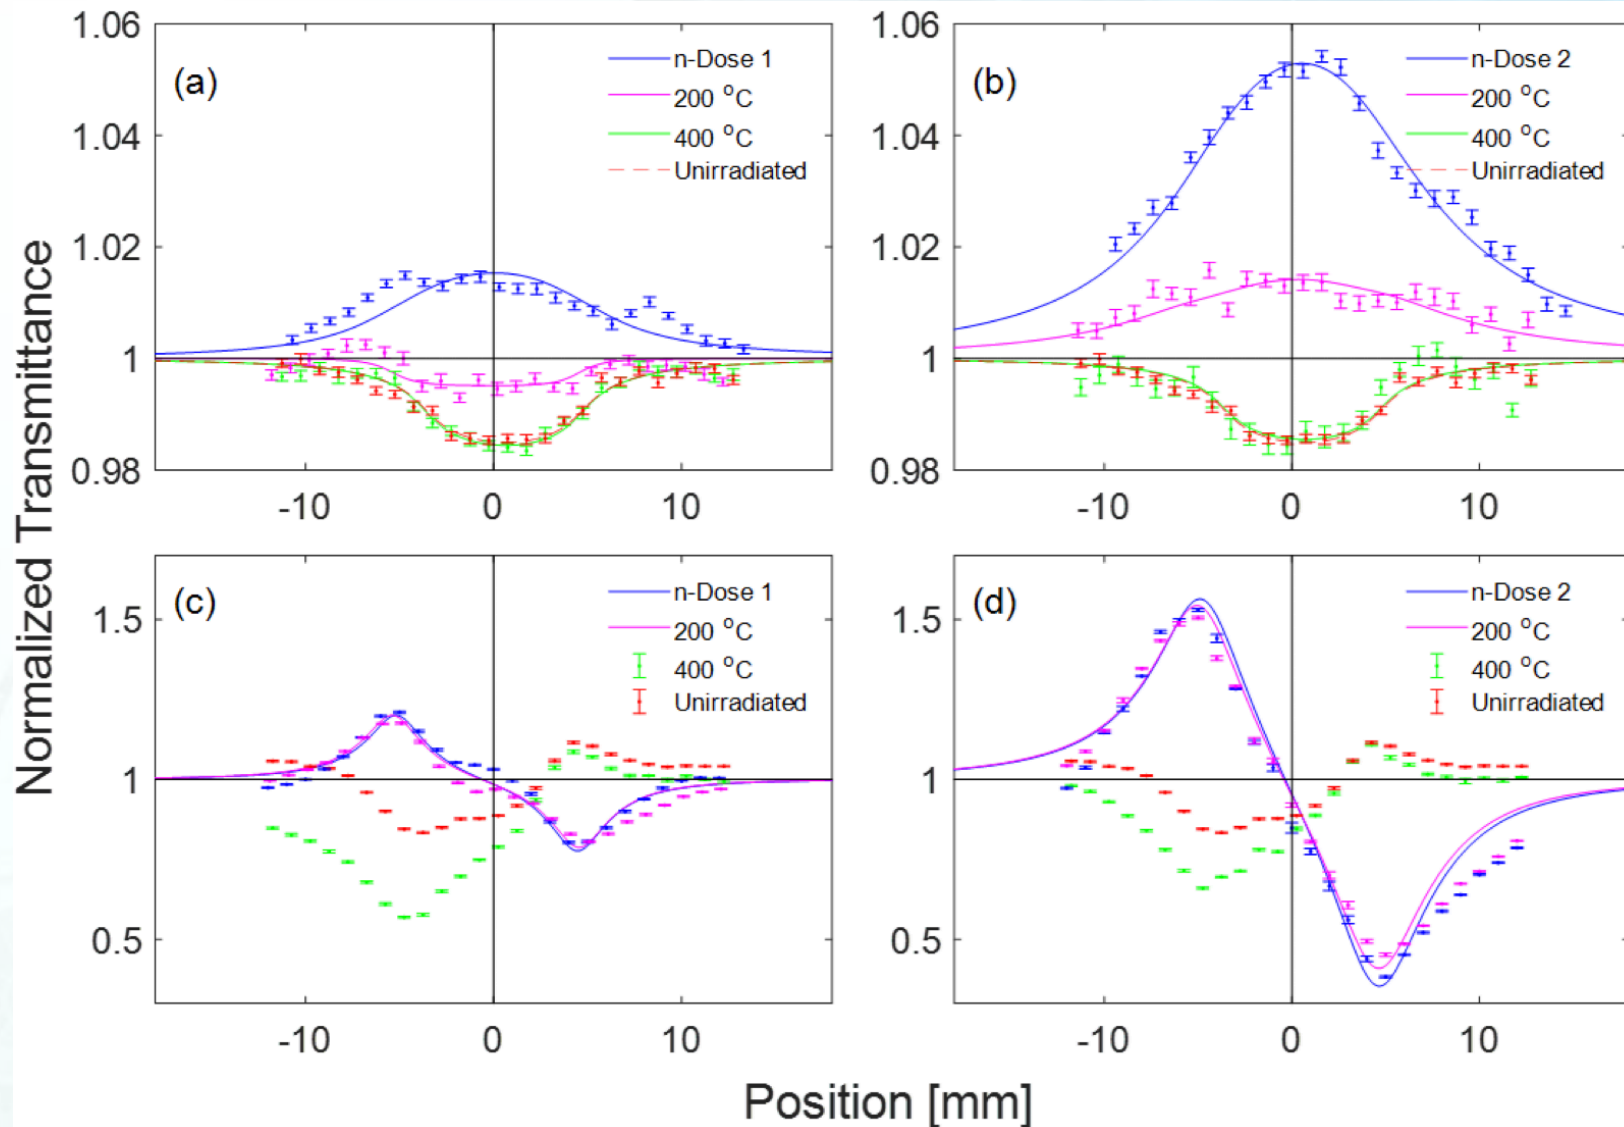 Normalized Transmittance
(a)
1.06
1.04
1.02
1
0.98
-10 0 10
n-Dose 1
200 °C
400 °C
Unirradiated
(b)
1.06
1.04
1.02
1
0.98
-10 0 10
n-Dose 2
200 °C
400 °C
Unirradiated
(c)
1.5
1
0.5
-10 0 10
n-Dose 1
200 °C
400 °C
Unirradiated
(d)
1.5
1
0.5
-10 0 10
n-Dose 2
200 °C
400 °C
Unirradiated
Position [mm]